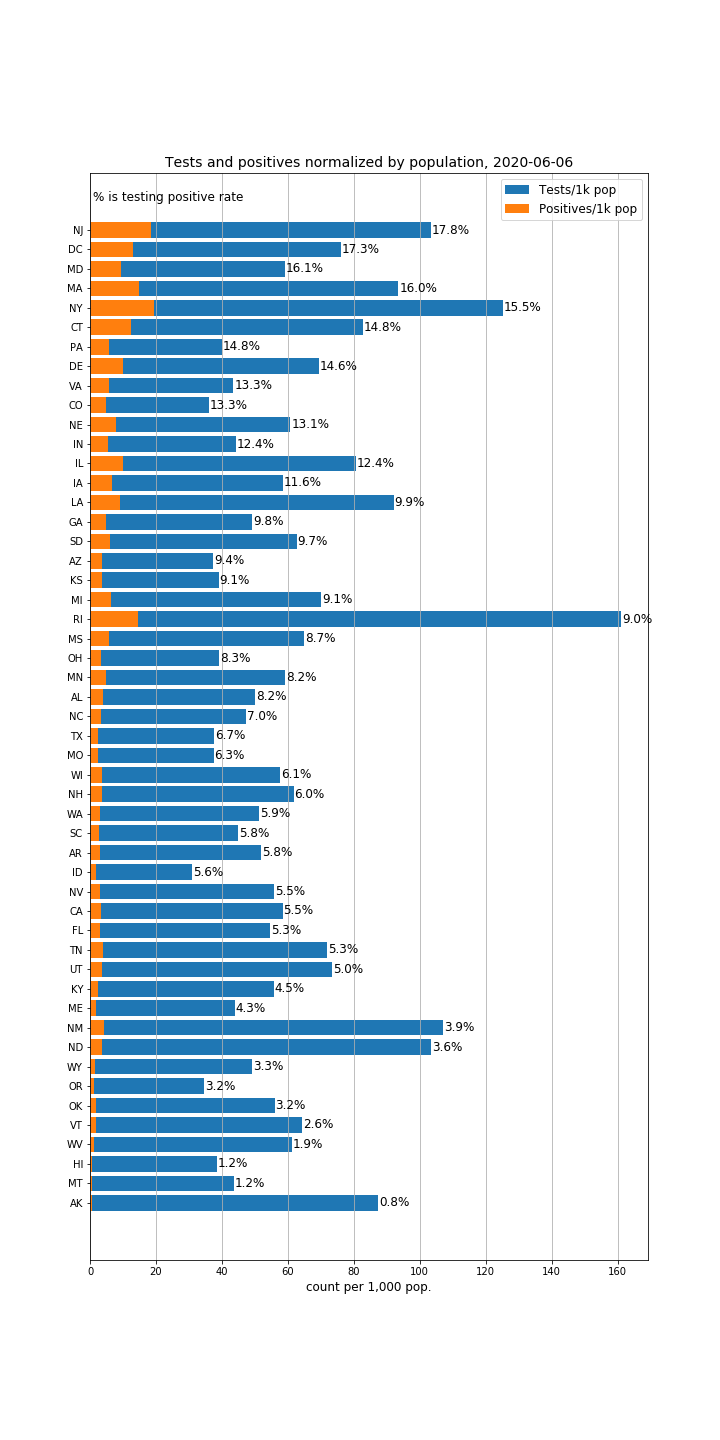 Tests and positives normalized by population, 2020-06-06
% is testing positive rate
Tests/1k pop
Positives/1k pop
NJ 17.8%
DC 17.3%
MD 16.1%
MA 16.0%
NY 15.5%
CT 14.8%
PA 14.8%
DE 14.6%
VA 13.3%
CO 13.3%
NE 13.1%
IN 12.4%
IL 12.4%
IA 11.6%
LA 9.9%
GA 9.8%
SD 9.7%
AZ 9.4%
KS 9.1%
MI 9.1%
RI 9.0%
MS 8.7%
OH 8.3%
MN 8.2%
AL 8.2%
NC 7.0%
TX 6.7%
MO 6.3%
WI 6.1%
NH 6.0%
WA 5.9%
SC 5.8%
AR 5.8%
ID 5.6%
NV 5.5%
CA 5.5%
FL 5.3%
TN 5.3%
UT 5.0%
KY 4.5%
ME 4.3%
NM 3.9%
ND 3.6%
WY 3.3%
OR 3.2%
OK 3.2%
VT 2.6%
WV 1.9%
HI 1.2%
MT 1.2%
AK 0.8%
0 20 40 60 80 100 120 140 160
count per 1,000 pop.